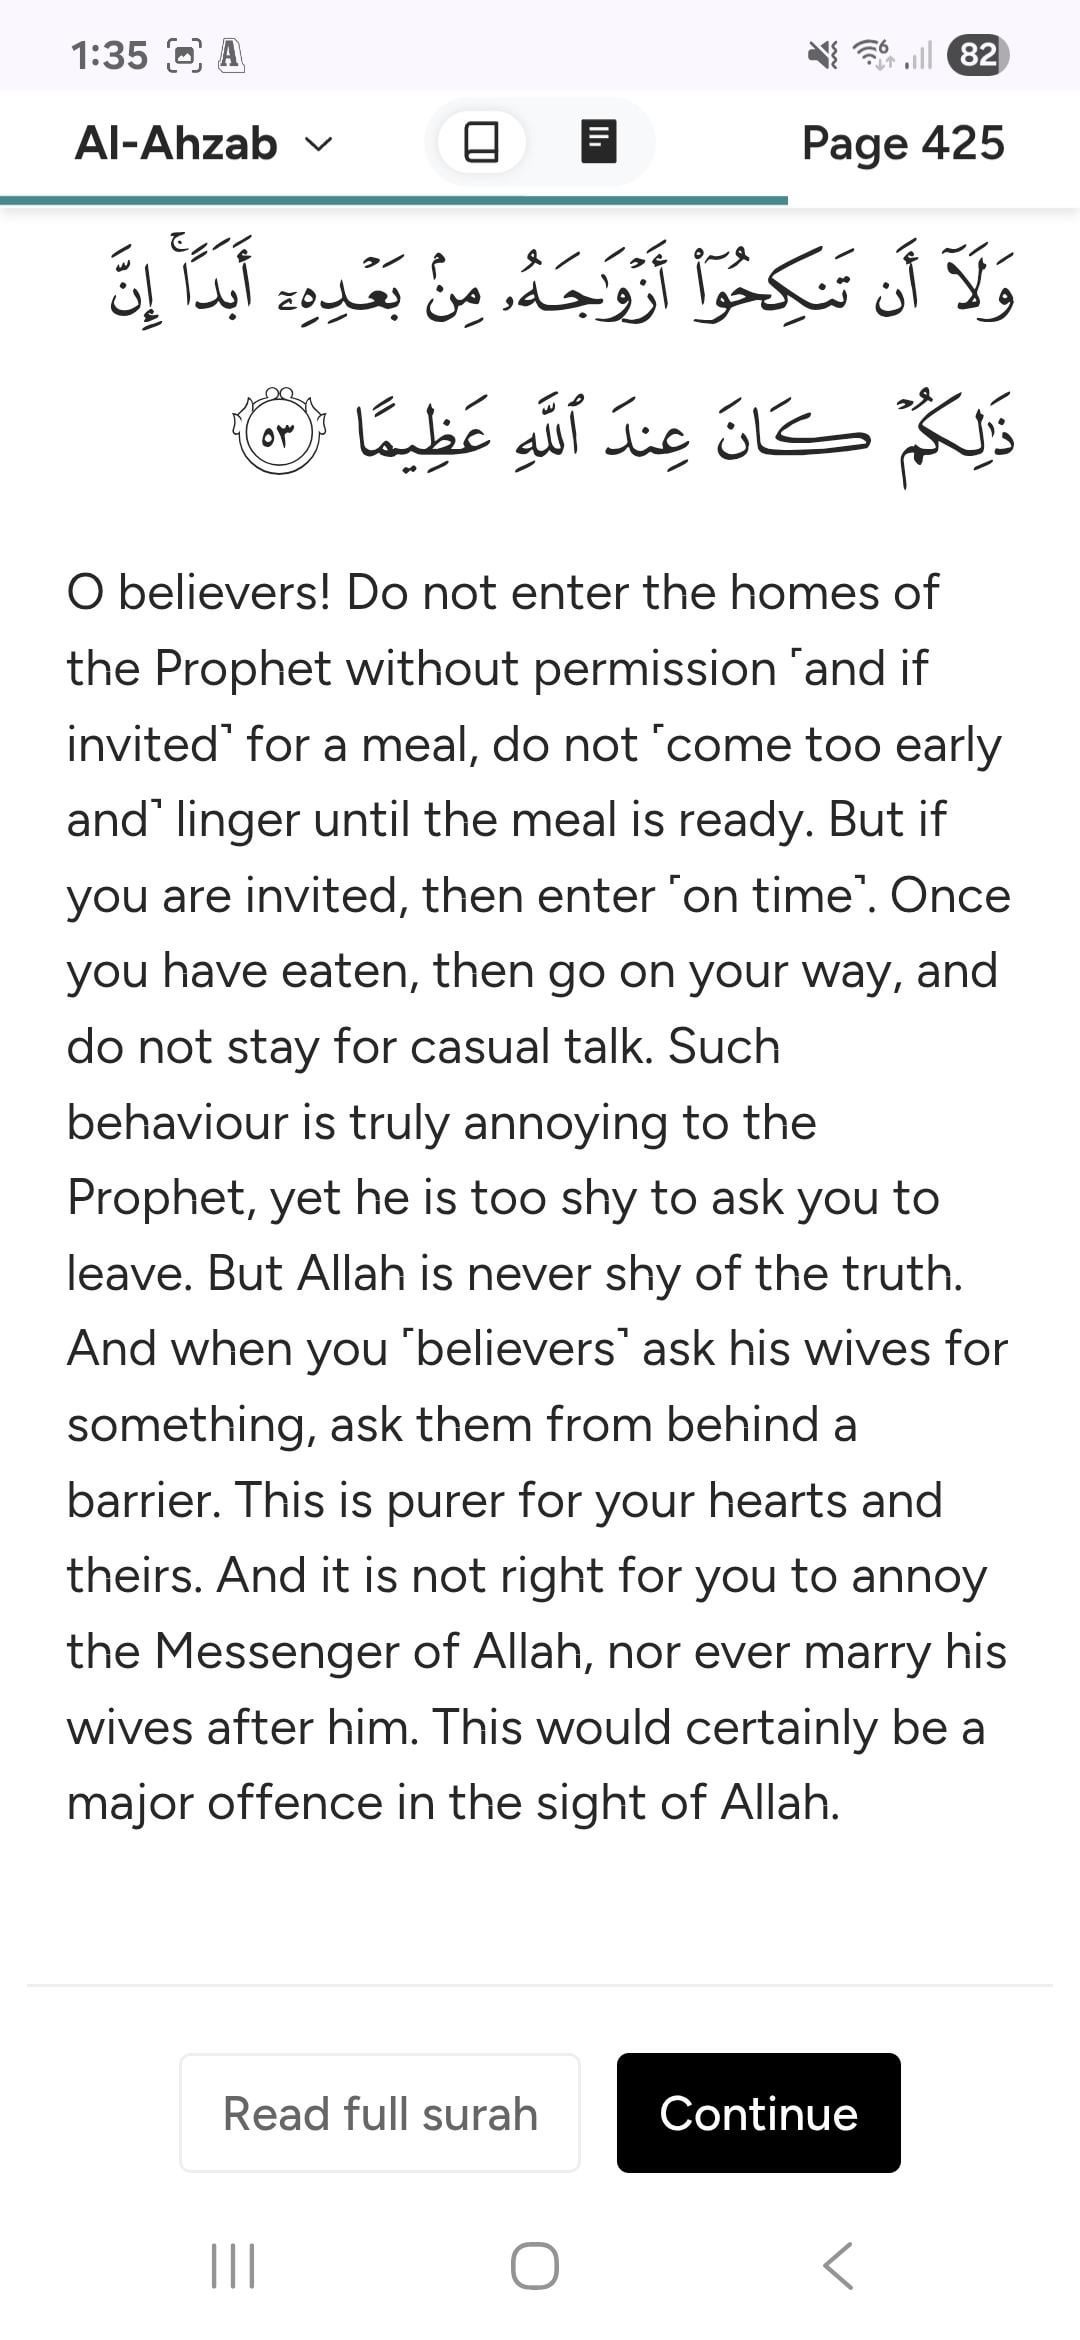 1:35
82
Al-Ahzab
Page 425
وَلَآ أَن تَنكِحُوٓا۟ أَزْوَٰجَهُۥ مِنۢ بَعْدِهِۦٓ أَبَدًا ۚ إِنَّ
ذَٰلِكُمْ كَانَ عِندَ ٱللَّهِ عَظِيمًا ٥٣
O believers! Do not enter the homes of
the Prophet without permission ˹and if
invited˺ for a meal, do not ˹come too early
and˺ linger until the meal is ready. But if
you are invited, then enter ˹on time˺. Once
you have eaten, then go on your way, and
do not stay for casual talk. Such
behaviour is truly annoying to the
Prophet, yet he is too shy to ask you to
leave. But Allah is never shy of the truth.
And when you ˹believers˺ ask his wives for
something, ask them from behind a
barrier. This is purer for your hearts and
theirs. And it is not right for you to annoy
the Messenger of Allah, nor ever marry his
wives after him. This would certainly be a
major offence in the sight of Allah.
Read full surah
Continue